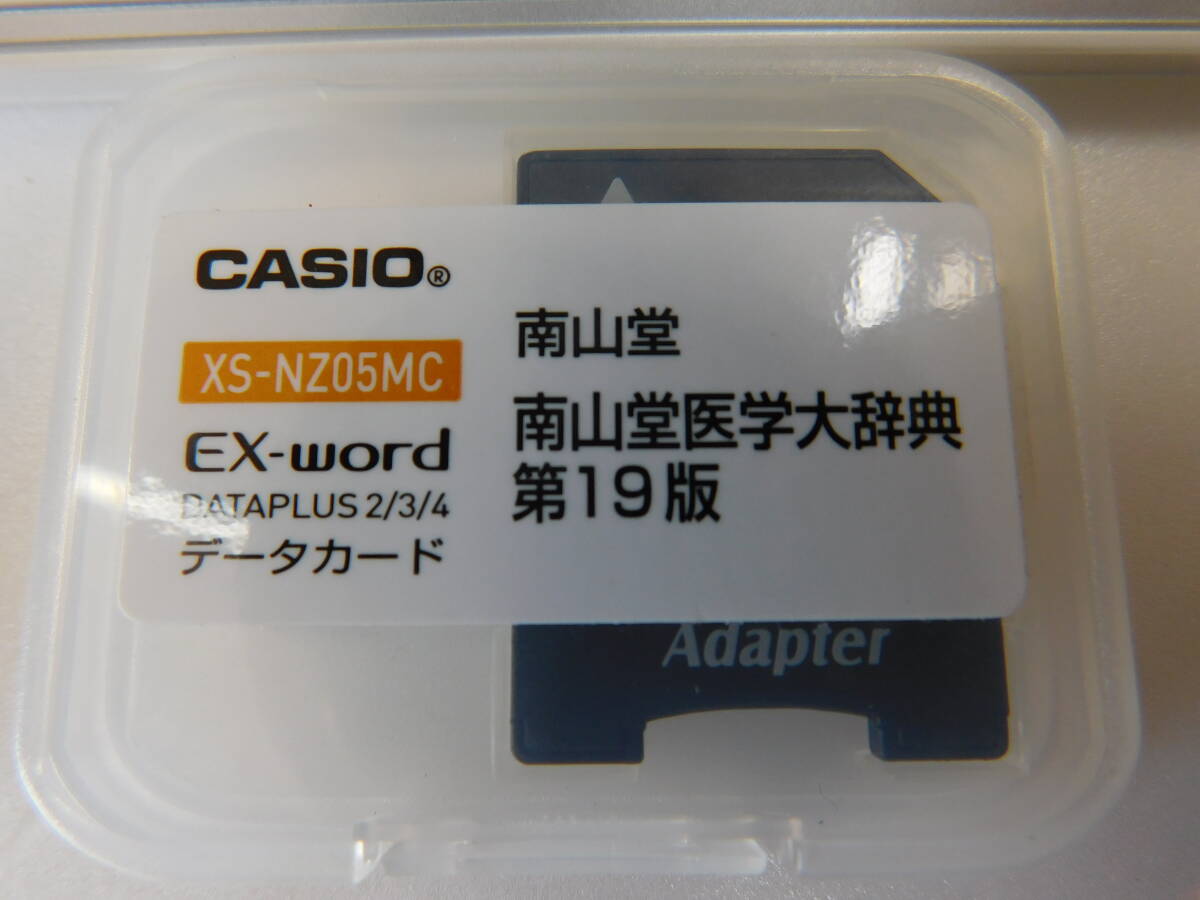 CASIO®
XS-NZ05MC
EX-word
DATAPLUS 2/3/4
データカード
南山堂
南山堂医学大辞典
第19版
Adapter